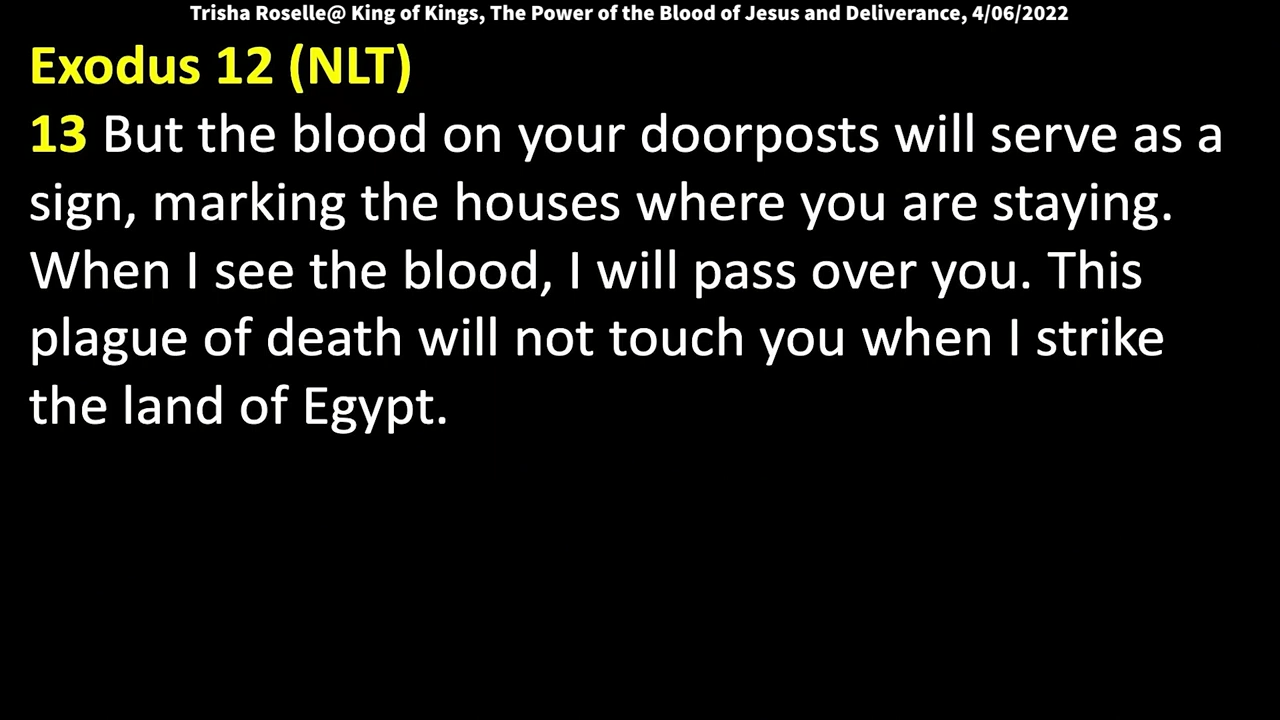 Trisha Roselle@ King of Kings, The Power of the Blood of Jesus and Deliverance, 4/06/2022
Exodus 12 (NLT)
13 But the blood on your doorposts will serve as a
sign, marking the houses where you are staying.
When I see the blood, I will pass over you. This
plague of death will not touch you when I strike
the land of Egypt.